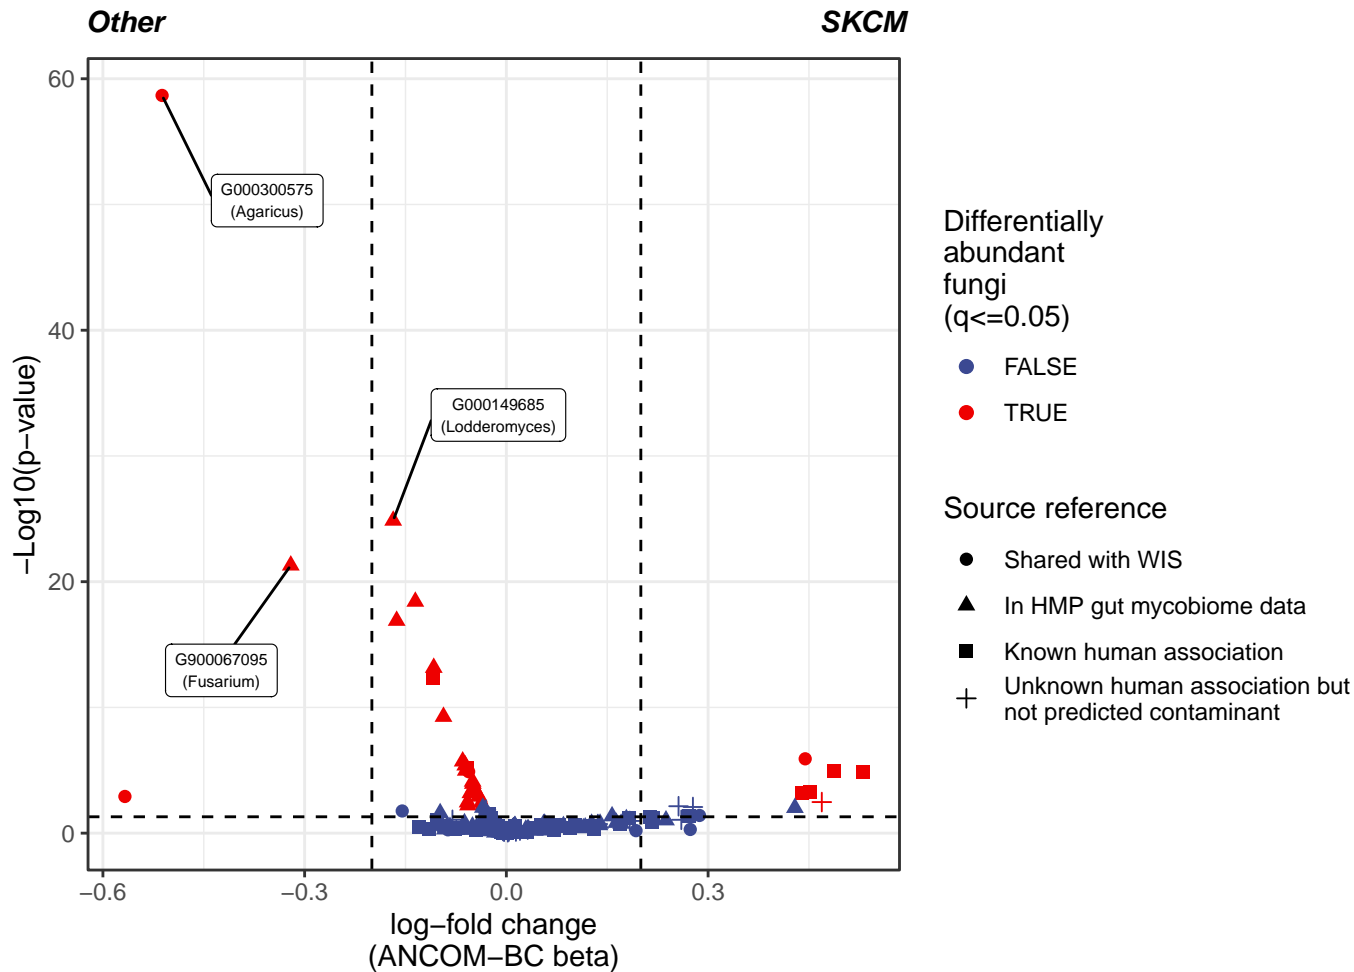 Other
SKCM
60
40
20
0
−Log10(p−value)
G000300575
(Agaricus)
G000149685
(Lodderomyces)
G900067095
(Fusarium)
−0.6
−0.3
0.0
0.3
log−fold change
(ANCOM−BC beta)
Differentially
abundant
fungi
(q<=0.05)
FALSE
TRUE
Source reference
Shared with WIS
In HMP gut mycobiome data
Known human association
Unknown human association but
not predicted contaminant